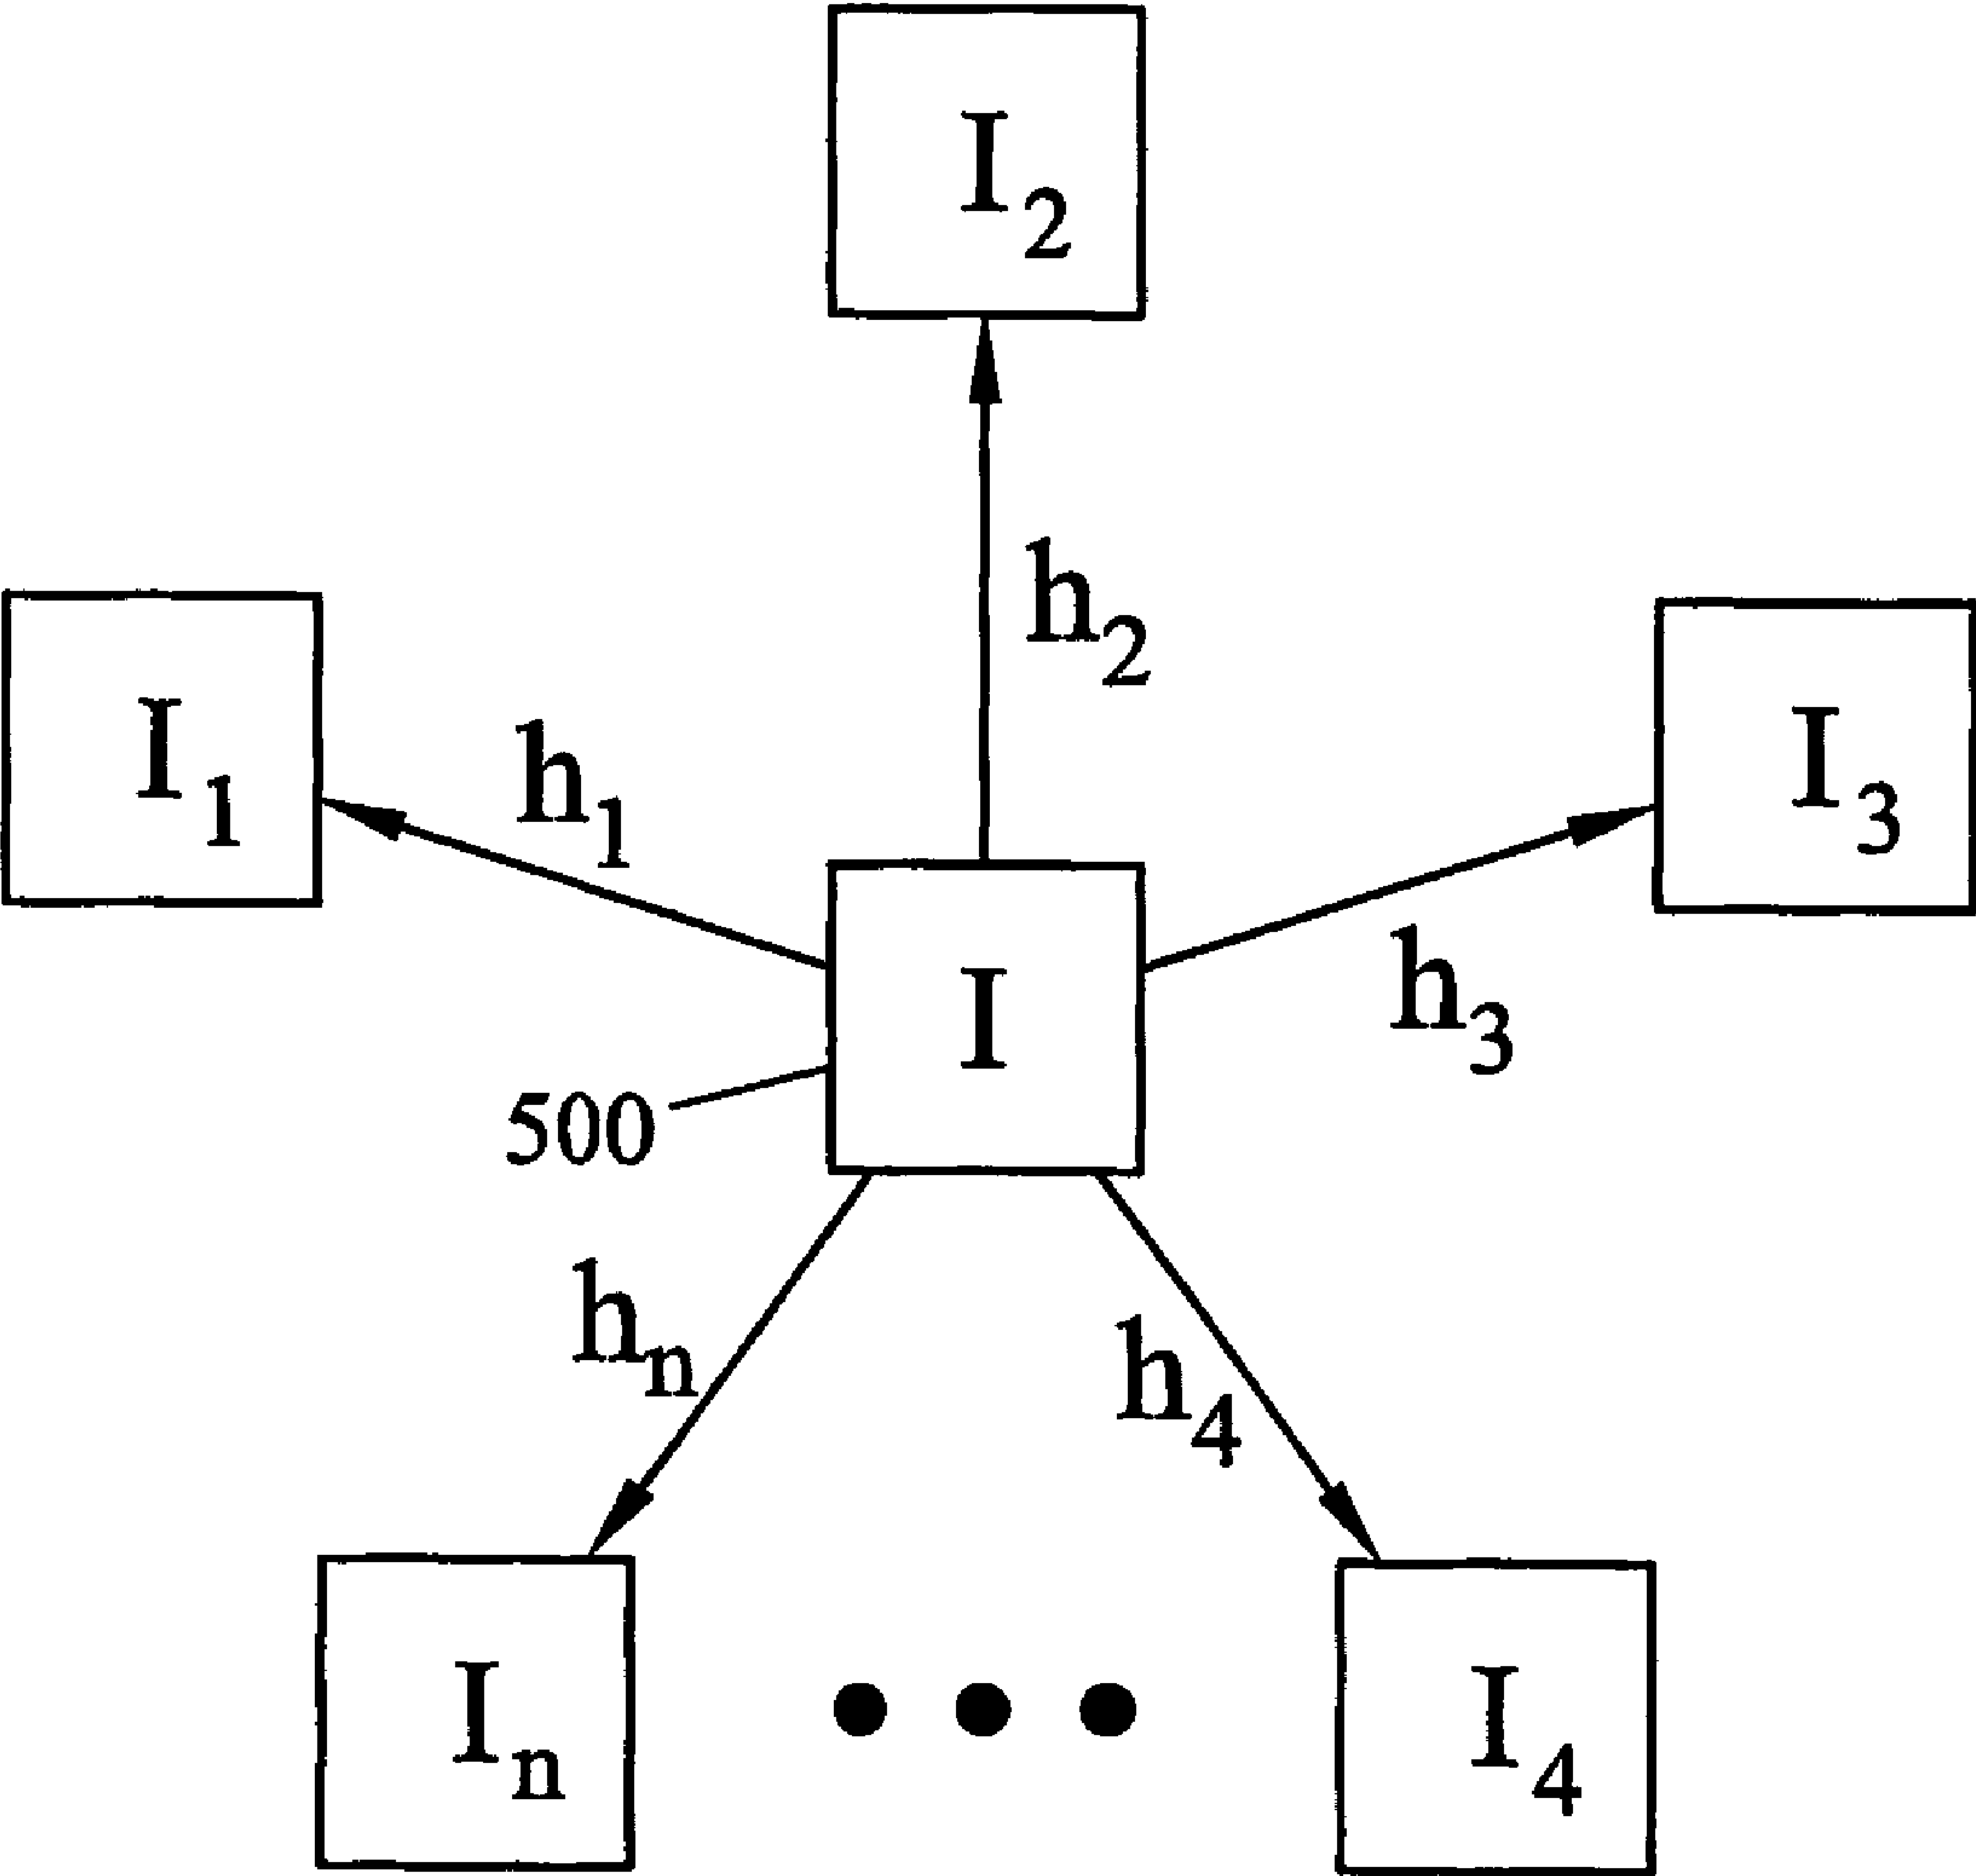 I₂
h₂
I₁
h₁
I₃
h₃
I
500
hₙ
h₄
Iₙ
I₄